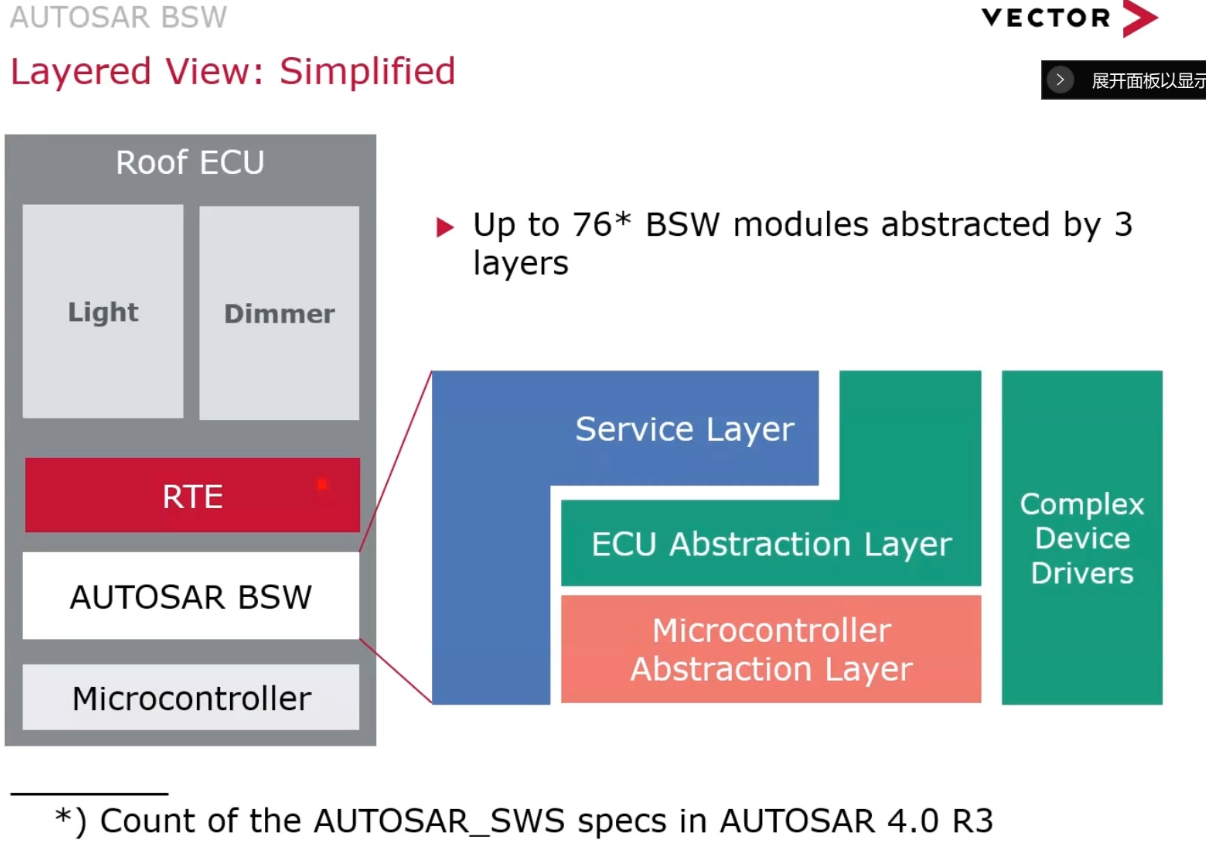 AUTOSAR BSW
VECTOR
Layered View: Simplified
展开面板以显示
Roof ECU
Light
Dimmer
RTE
AUTOSAR BSW
Microcontroller
Up to 76* BSW modules abstracted by 3
layers
Service Layer
ECU Abstraction Layer
Microcontroller
Abstraction Layer
Complex
Device
Drivers
*) Count of the AUTOSAR_SWS specs in AUTOSAR 4.0 R3